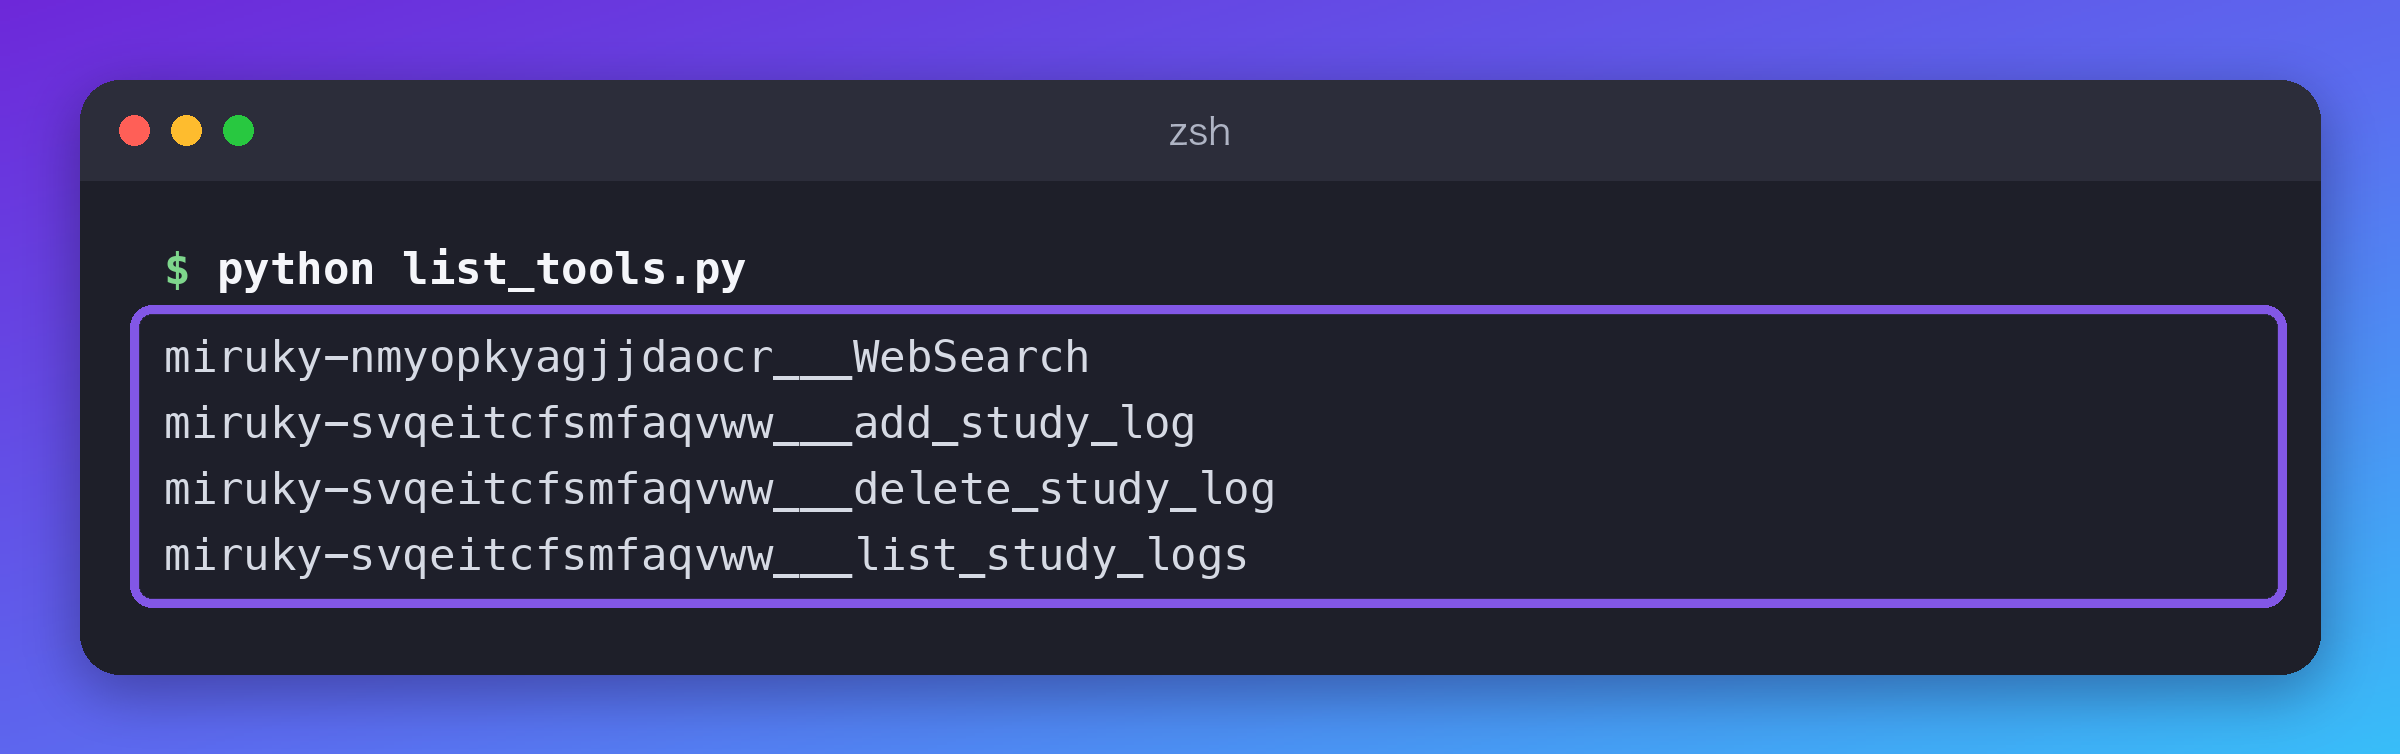 zsh
$ python list_tools.py
miruky-nmyopkyagjjdaocr___WebSearch
miruky-svqeitcfsmfaqvww___add_study_log
miruky-svqeitcfsmfaqvww___delete_study_log
miruky-svqeitcfsmfaqvww___list_study_logs